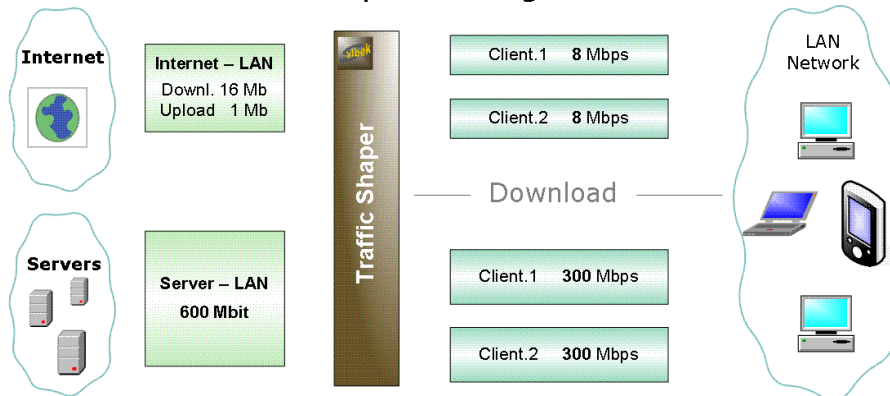 Internet
Internet – LAN
Downl. 16 Mb
Upload 1 Mb
vibek
Traffic Shaper
Client.1 8 Mbps
Client.2 8 Mbps
LAN
Network
Download
Servers
Server – LAN
600 Mbit
Client.1 300 Mbps
Client.2 300 Mbps